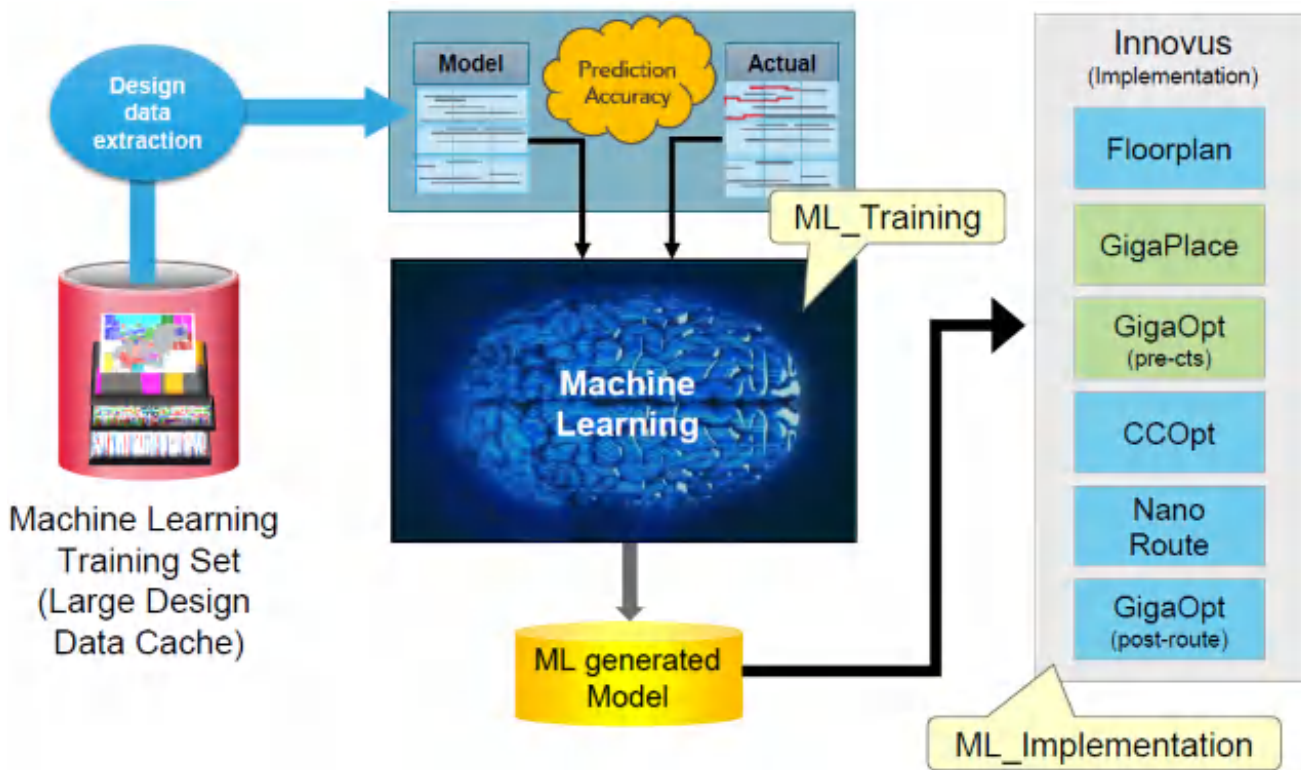 Design
data
extraction
Model
Prediction
Accuracy
Actual
ML_Training
Machine
Learning
Machine Learning
Training Set
(Large Design
Data Cache)
ML generated
Model
Innovus
(Implementation)
Floorplan
GigaPlace
GigaOpt
(pre-cts)
CCOpt
Nano
Route
GigaOpt
(post-route)
ML_Implementation